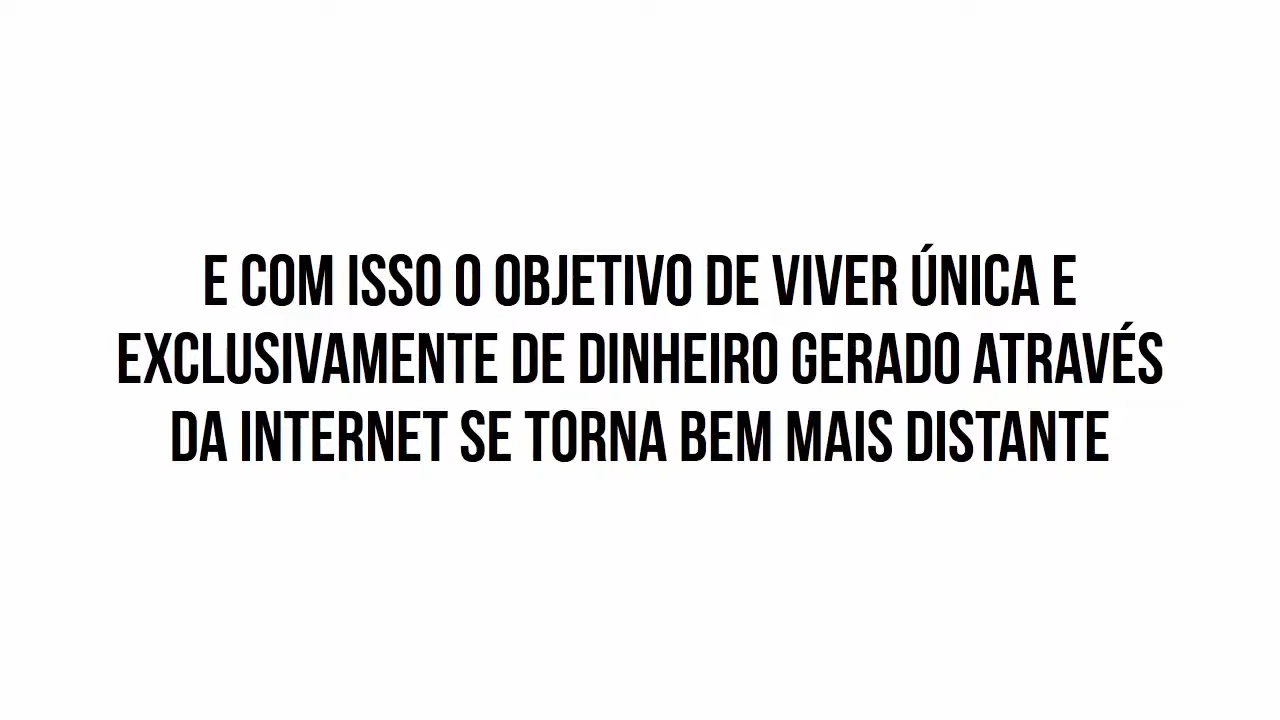 E COM ISSO O OBJETIVO DE VIVER ÚNICA E
EXCLUSIVAMENTE DE DINHEIRO GERADO ATRAVÉS
DA INTERNET SE TORNA BEM MAIS DISTANTE